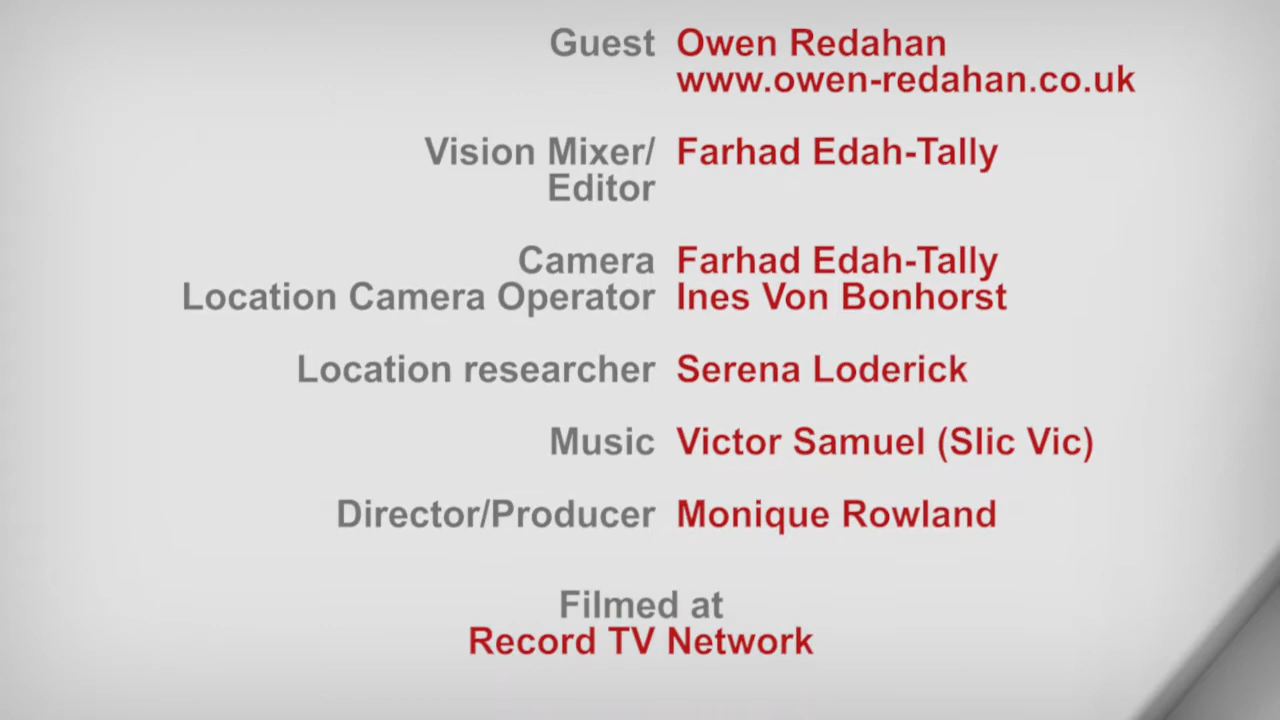 Guest Owen Redahan
www.owen-redahan.co.uk
Vision Mixer/ Farhad Edah-Tally
Editor
Camera Farhad Edah-Tally
Location Camera Operator Ines Von Bonhorst
Location researcher Serena Loderick
Music Victor Samuel (Slic Vic)
Director/Producer Monique Rowland
Filmed at
Record TV Network